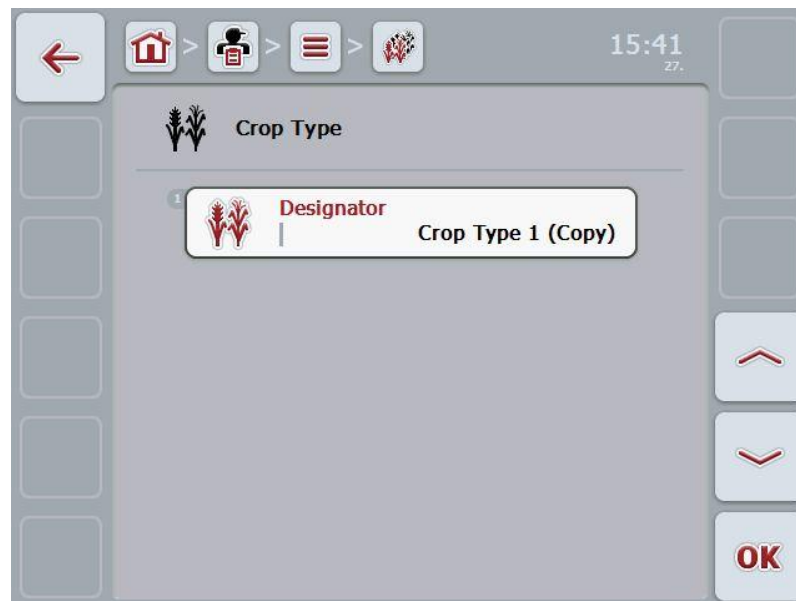 > > >
15:41
27.
Crop Type
1
Designator
Crop Type 1 (Copy)
OK